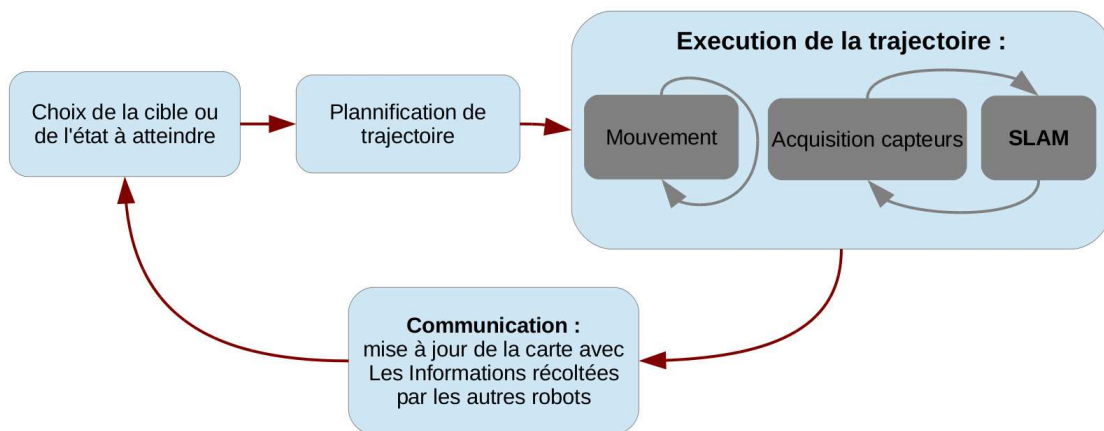 Choix de la cible ou
de l'état à atteindre
Plannification de
trajectoire
Execution de la trajectoire :
Mouvement
Acquisition capteurs
SLAM
Communication :
mise à jour de la carte avec
Les Informations récoltées
par les autres robots